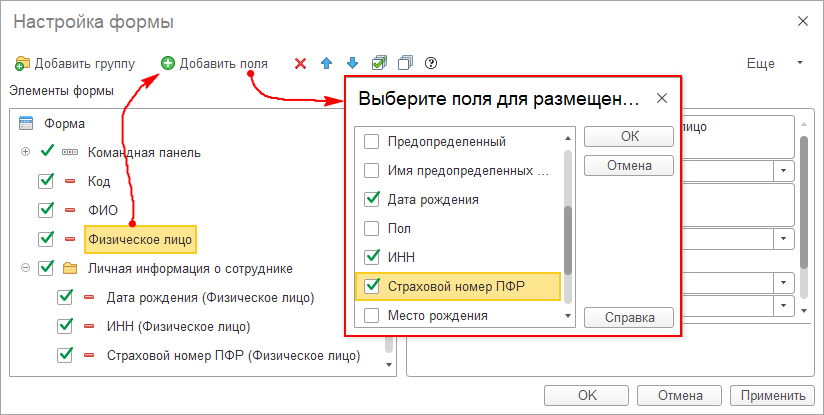 Настройка формы
Добавить группу Добавить поля Еще
Элементы формы
Форма
Командная панель
Код
ФИО
Физическое лицо
Личная информация о сотруднике
Дата рождения (Физическое лицо)
ИНН (Физическое лицо)
Страховой номер ПФР (Физическое лицо)
Выберите поля для размещен...
Предопределенный
Имя предопределенных ...
Дата рождения
Пол
ИНН
Страховой номер ПФР
Место рождения
ОК
Отмена
Справка
лицо
ОК Отмена Применить